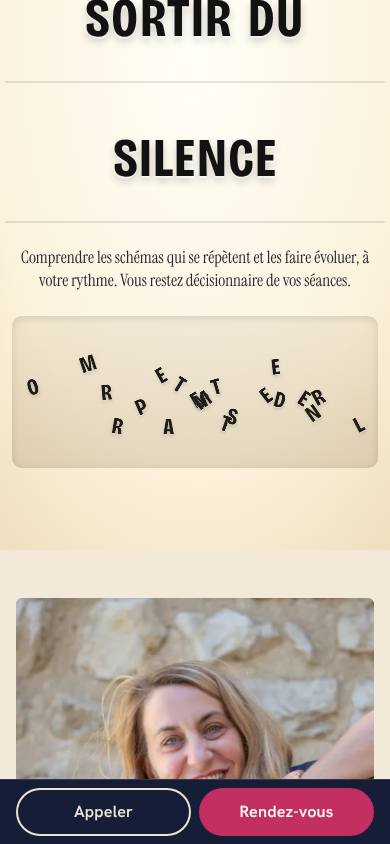 SORTIR DU
SILENCE
Comprendre les schémas qui se répètent et les faire évoluer, à
votre rythme. Vous restez décisionnaire de vos séances.
O M R R P E A T E M T T S E E D E N R L
Appeler
Rendez-vous